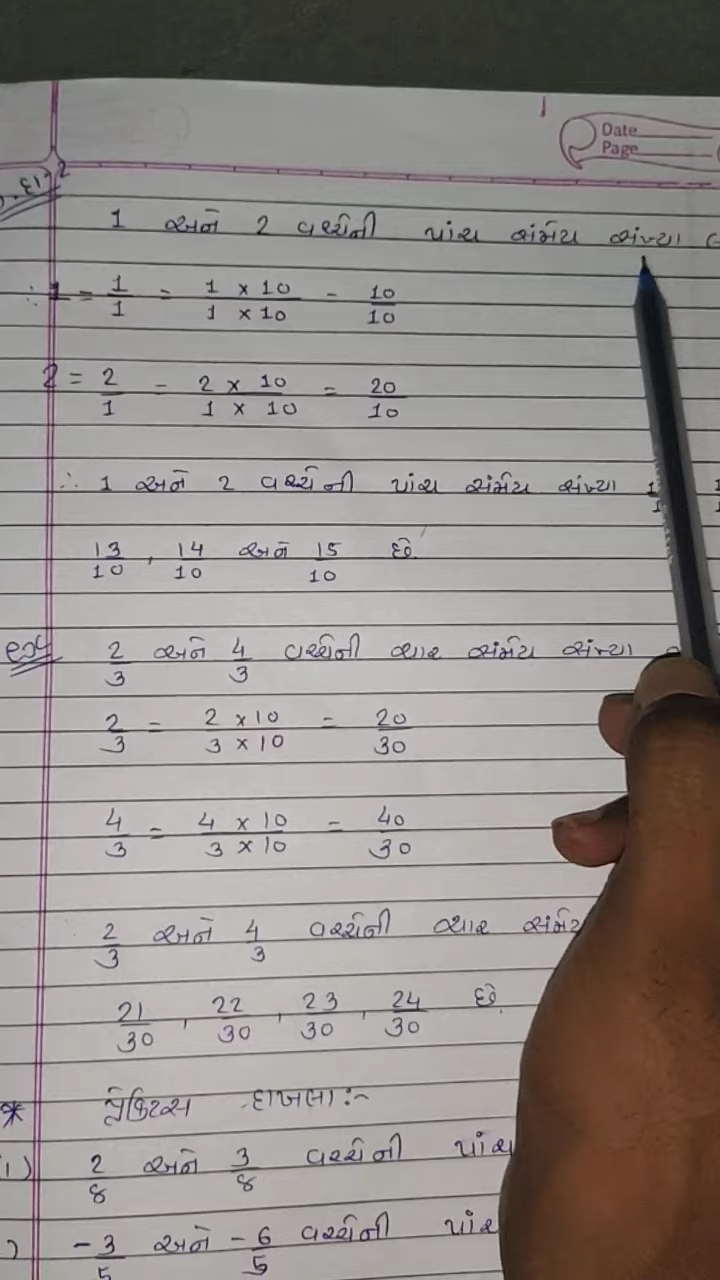 Date
Page
1 અને 2 વચ્ચેની પાંચ સંમેય સંખ્યા
∴ 1 = 1/1 = 1 × 10 / 1 × 10 = 10/10
2 = 2/1 = 2 × 10 / 1 × 10 = 20/10
∴ 1 અને 2 વચ્ચેની પાંચ સંમેય સંખ્યા
13/10 , 14/10 અને 15/10 છે.
2/3 અને 4/3 વચ્ચેની ચાર સંમેય સંખ્યા
2/3 = 2 × 10 / 3 × 10 = 20/30
4/3 = 4 × 10 / 3 × 10 = 40/30
2/3 અને 4/3 વચ્ચેની ચાર સંમેય
21/30 , 22/30 , 23/30 , 24/30 છે.
* પ્રેક્ટિસ દાખલા :-
1) 2/8 અને 3/8 વચ્ચેની પાંચ
-3/5 અને -6/5 વચ્ચેની પાંચ